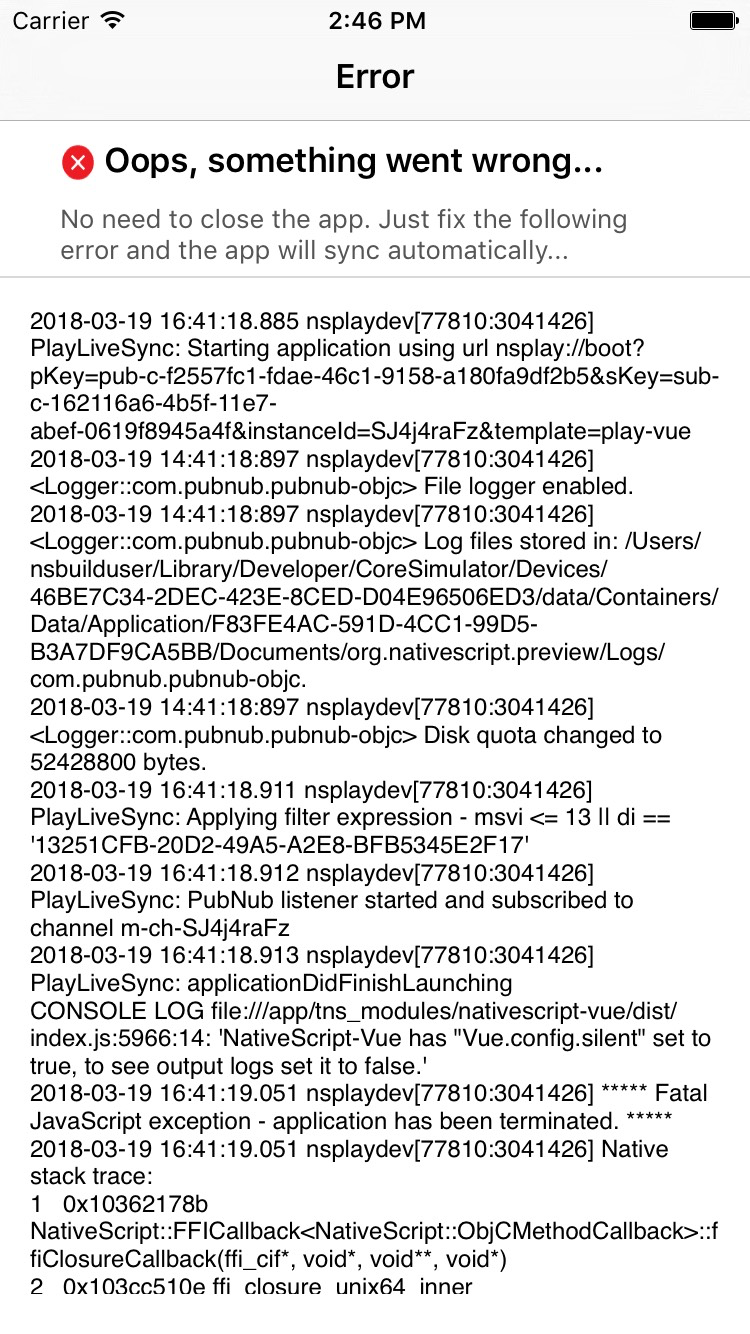 Carrier 2:46 PM
Error
Oops, something went wrong...
No need to close the app. Just fix the following
error and the app will sync automatically...
2018-03-19 16:41:18.885 nsplaydev[77810:3041426]
PlayLiveSync: Starting application using url nsplay://boot?
pKey=pub-c-f2557fc1-fdae-46c1-9158-a180fa9df2b5&sKey=sub-
c-162116a6-4b5f-11e7-
abef-0619f8945a4f&instanceId=SJ4j4raFz&template=play-vue
2018-03-19 14:41:18:897 nsplaydev[77810:3041426]
<Logger::com.pubnub.pubnub-objc> File logger enabled.
2018-03-19 14:41:18:897 nsplaydev[77810:3041426]
<Logger::com.pubnub.pubnub-objc> Log files stored in: /Users/
nsbuilduser/Library/Developer/CoreSimulator/Devices/
46BE7C34-2DEC-423E-8CED-D04E96506ED3/data/Containers/
Data/Application/F83FE4AC-591D-4CC1-99D5-
B3A7DF9CA5BB/Documents/org.nativescript.preview/Logs/
com.pubnub.pubnub-objc.
2018-03-19 14:41:18:897 nsplaydev[77810:3041426]
<Logger::com.pubnub.pubnub-objc> Disk quota changed to
52428800 bytes.
2018-03-19 16:41:18.911 nsplaydev[77810:3041426]
PlayLiveSync: Applying filter expression - msvi <= 13 || di ==
'13251CFB-20D2-49A5-A2E8-BFB5345E2F17'
2018-03-19 16:41:18.912 nsplaydev[77810:3041426]
PlayLiveSync: PubNub listener started and subscribed to
channel m-ch-SJ4j4raFz
2018-03-19 16:41:18.913 nsplaydev[77810:3041426]
PlayLiveSync: applicationDidFinishLaunching
CONSOLE LOG file:///app/tns_modules/nativescript-vue/dist/
index.js:5966:14: 'NativeScript-Vue has "Vue.config.silent" set to
true, to see output logs set it to false.'
2018-03-19 16:41:19.051 nsplaydev[77810:3041426] ***** Fatal
JavaScript exception - application has been terminated. *****
2018-03-19 16:41:19.051 nsplaydev[77810:3041426] Native
stack trace:
1 0x10362178b
NativeScript::FFICallback<NativeScript::ObjCMethodCallback>::f
fiClosureCallback(ffi_cif*, void*, void**, void*)
2 0x103cc510e ffi_closure_unix64_inner